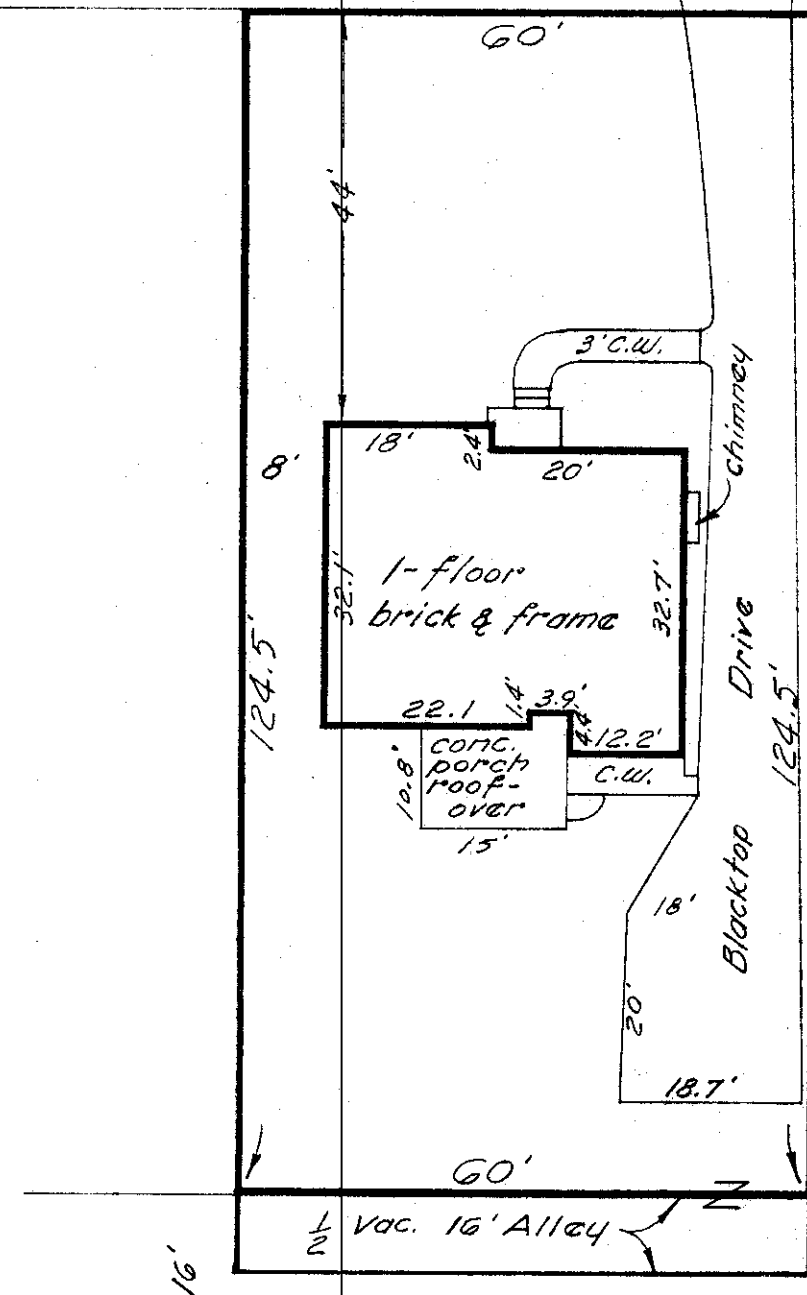 60'
44'
3' C.W.
chimney
18'
2.4'
20'
8'
1-floor
brick & frame
32.1'
32.7'
124.5'
Drive
124.5'
22.1
1.4'
3.9'
4.4'
12.2'
conc.
porch
roof-
over
C.W.
10.8'
15'
Blacktop
18'
20'
18.7'
60'
Z
1/2 Vac. 16' Alley
16'